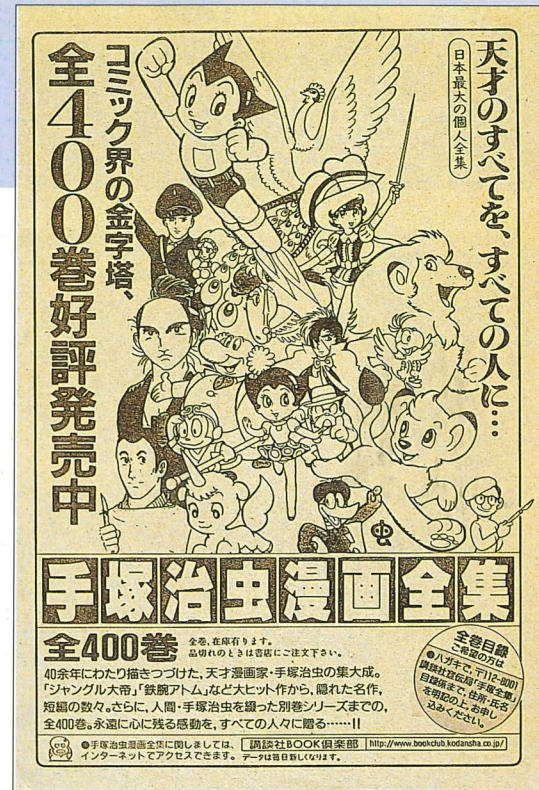 天才のすべてを、すべての人に…
日本最大の個人全集
コミック界の金字塔、
全400巻好評発売中
虫
手塚治虫漫画全集
全400巻
全巻、在庫有ります。
品切れのときは書店にご注文下さい。
40余年にわたり描きつづけた、天才漫画家・手塚治虫の集大成。
「ジャングル大帝」「鉄腕アトム」など大ヒット作から、隠れた名作、
短編の数々。さらに、人間・手塚治虫を綴った別巻シリーズまでの、
全400巻。永遠に心に残る感動を、すべての人々に贈る……!!
全巻目録
ご希望の方は
●ハガキで、〒112-8001
講談社宣伝局「手塚全集」
目録係まで、住所・氏名
を明記の上、お申し
込みください。
●手塚治虫漫画全集に関しましては、
インターネットでアクセスできます。
講談社BOOK倶楽部
http://www.bookclub.kodansha.co.jp/
データは毎日新しくなります。